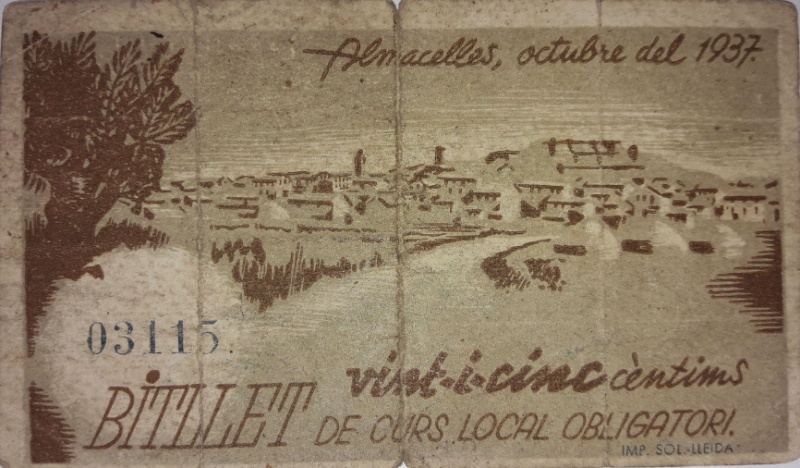 Almacelles, octubre del 1937.
03115
vint-i-cinc cèntims
BITLLET DE CURS LOCAL OBLIGATORI.
IMP. SOL-LLEIDA